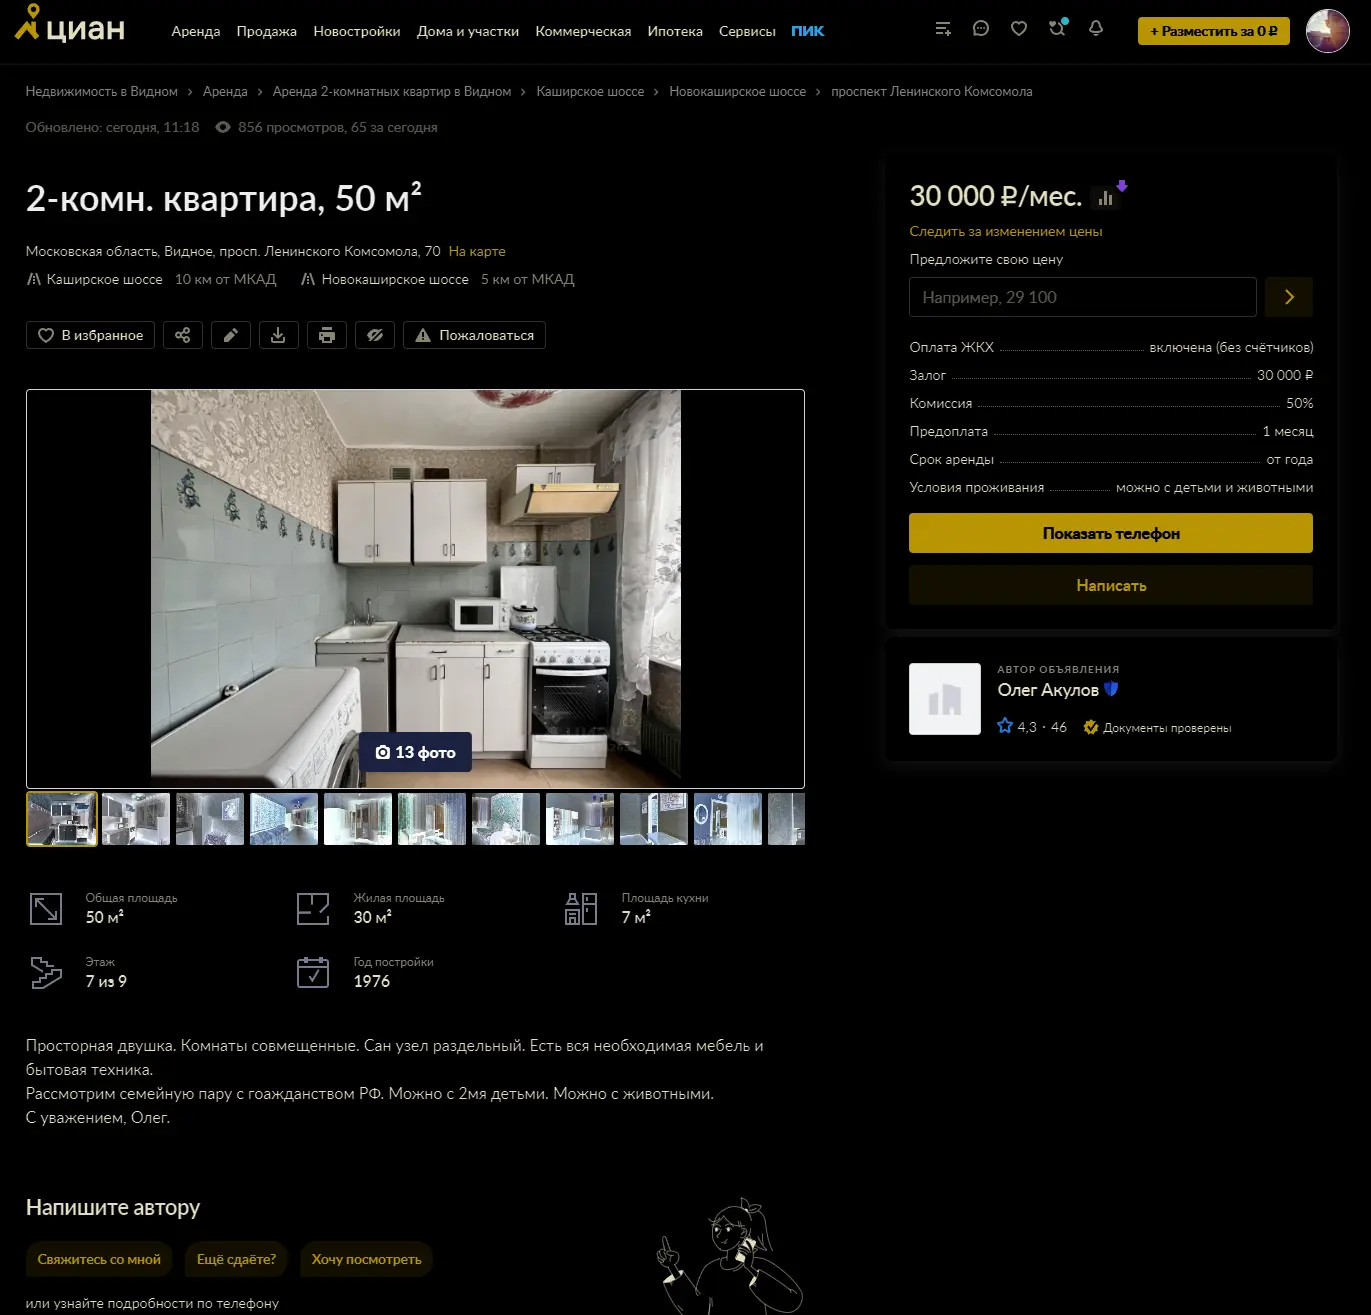 циан
Аренда Продажа Новостройки Дома и участки Коммерческая Ипотека Сервисы ПИК
+ Разместить за 0 ₽
Недвижимость в Видном › Аренда › Аренда 2-комнатных квартир в Видном › Каширское шоссе › Новокаширское шоссе › проспект Ленинского Комсомола
Обновлено: сегодня, 11:18 856 просмотров, 65 за сегодня
2-комн. квартира, 50 м²
Московская область, Видное, просп. Ленинского Комсомола, 70 На карте
Каширское шоссе 10 км от МКАД Новокаширское шоссе 5 км от МКАД
В избранное
Пожаловаться
13 фото
Общая площадь
50 м²
Жилая площадь
30 м²
Площадь кухни
7 м²
Этаж
7 из 9
Год постройки
1976
Просторная двушка. Комнаты совмещенные. Сан узел раздельный. Есть вся необходимая мебель и
бытовая техника.
Рассмотрим семейную пару с гоажданством РФ. Можно с 2мя детьми. Можно с животными.
С уважением, Олег.
Напишите автору
Свяжитесь со мной Ещё сдаёте? Хочу посмотреть
или узнайте подробности по телефону
30 000 ₽/мес.
Следить за изменением цены
Предложите свою цену
Например, 29 100
Оплата ЖКХ включена (без счётчиков)
Залог 30 000 ₽
Комиссия 50%
Предоплата 1 месяц
Срок аренды от года
Условия проживания можно с детьми и животными
Показать телефон
Написать
АВТОР ОБЪЯВЛЕНИЯ
Олег Акулов
4,3 · 46 Документы проверены